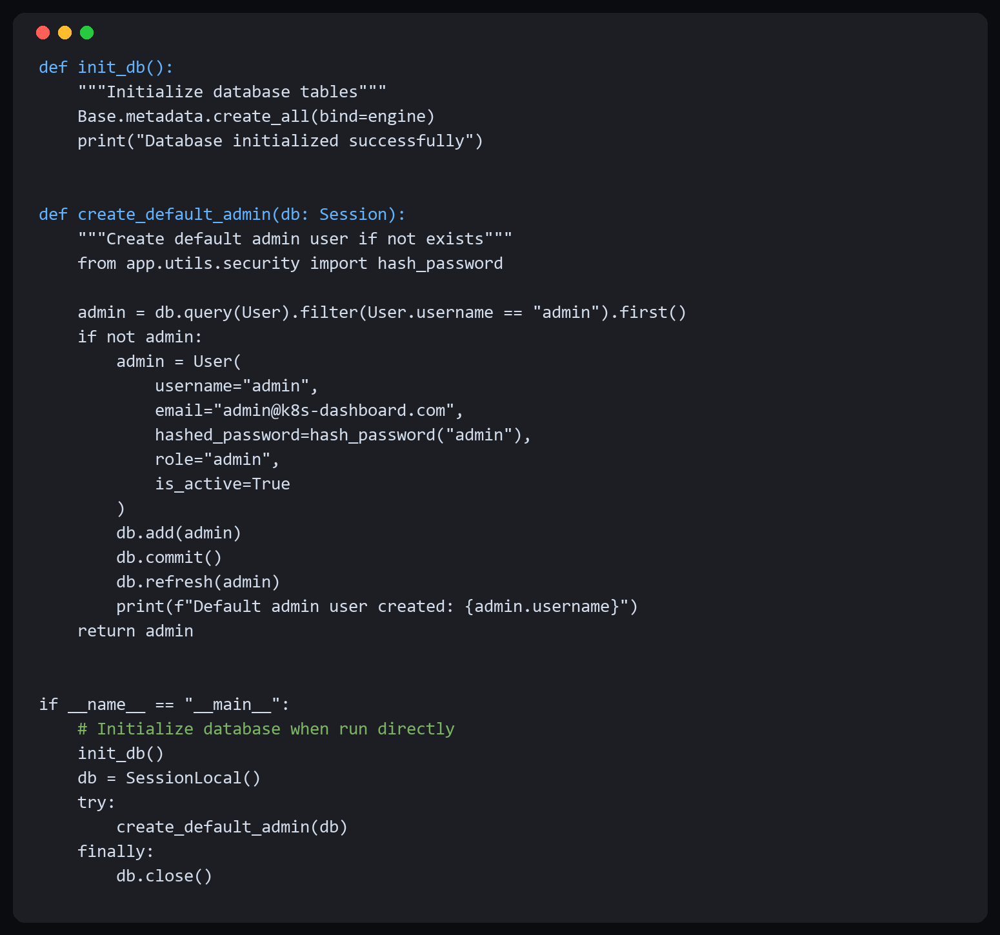 def init_db():
    """Initialize database tables"""
    Base.metadata.create_all(bind=engine)
    print("Database initialized successfully")
def create_default_admin(db: Session):
    """Create default admin user if not exists"""
    from app.utils.security import hash_password
    admin = db.query(User).filter(User.username == "admin").first()
    if not admin:
        admin = User(
            username="admin",
            email="admin@k8s-dashboard.com",
            hashed_password=hash_password("admin"),
            role="admin",
            is_active=True
        )
        db.add(admin)
        db.commit()
        db.refresh(admin)
        print(f"Default admin user created: {admin.username}")
    return admin
if __name__ == "__main__":
    # Initialize database when run directly
    init_db()
    db = SessionLocal()
    try:
        create_default_admin(db)
    finally:
        db.close()